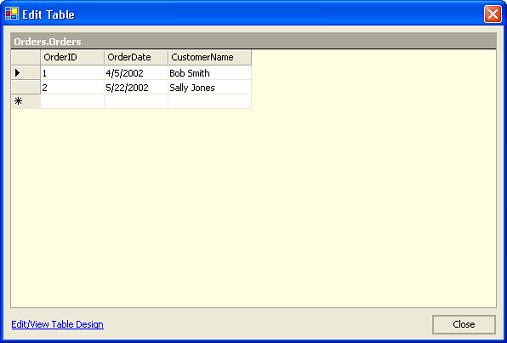 Edit Table
Orders.Orders
OrderID OrderDate CustomerName
1 4/5/2002 Bob Smith
2 5/22/2002 Sally Jones
*
Edit/View Table Design Close